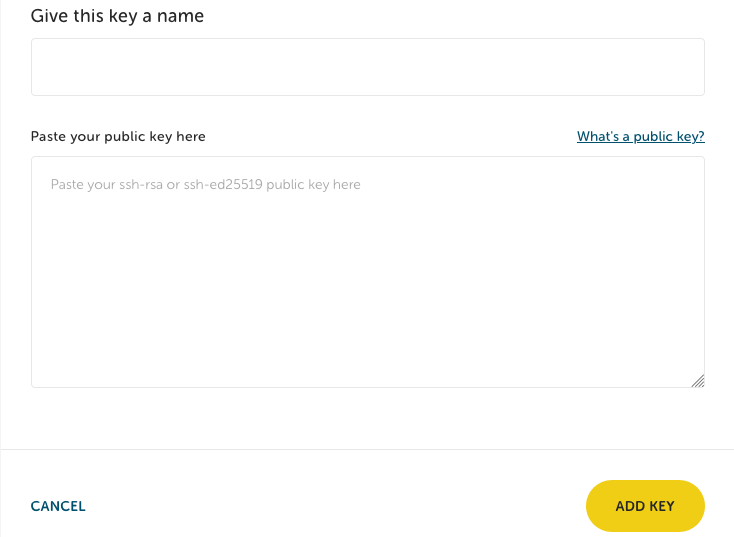 Give this key a name
Paste your public key here
What's a public key?
Paste your ssh-rsa or ssh-ed25519 public key here
CANCEL
ADD KEY